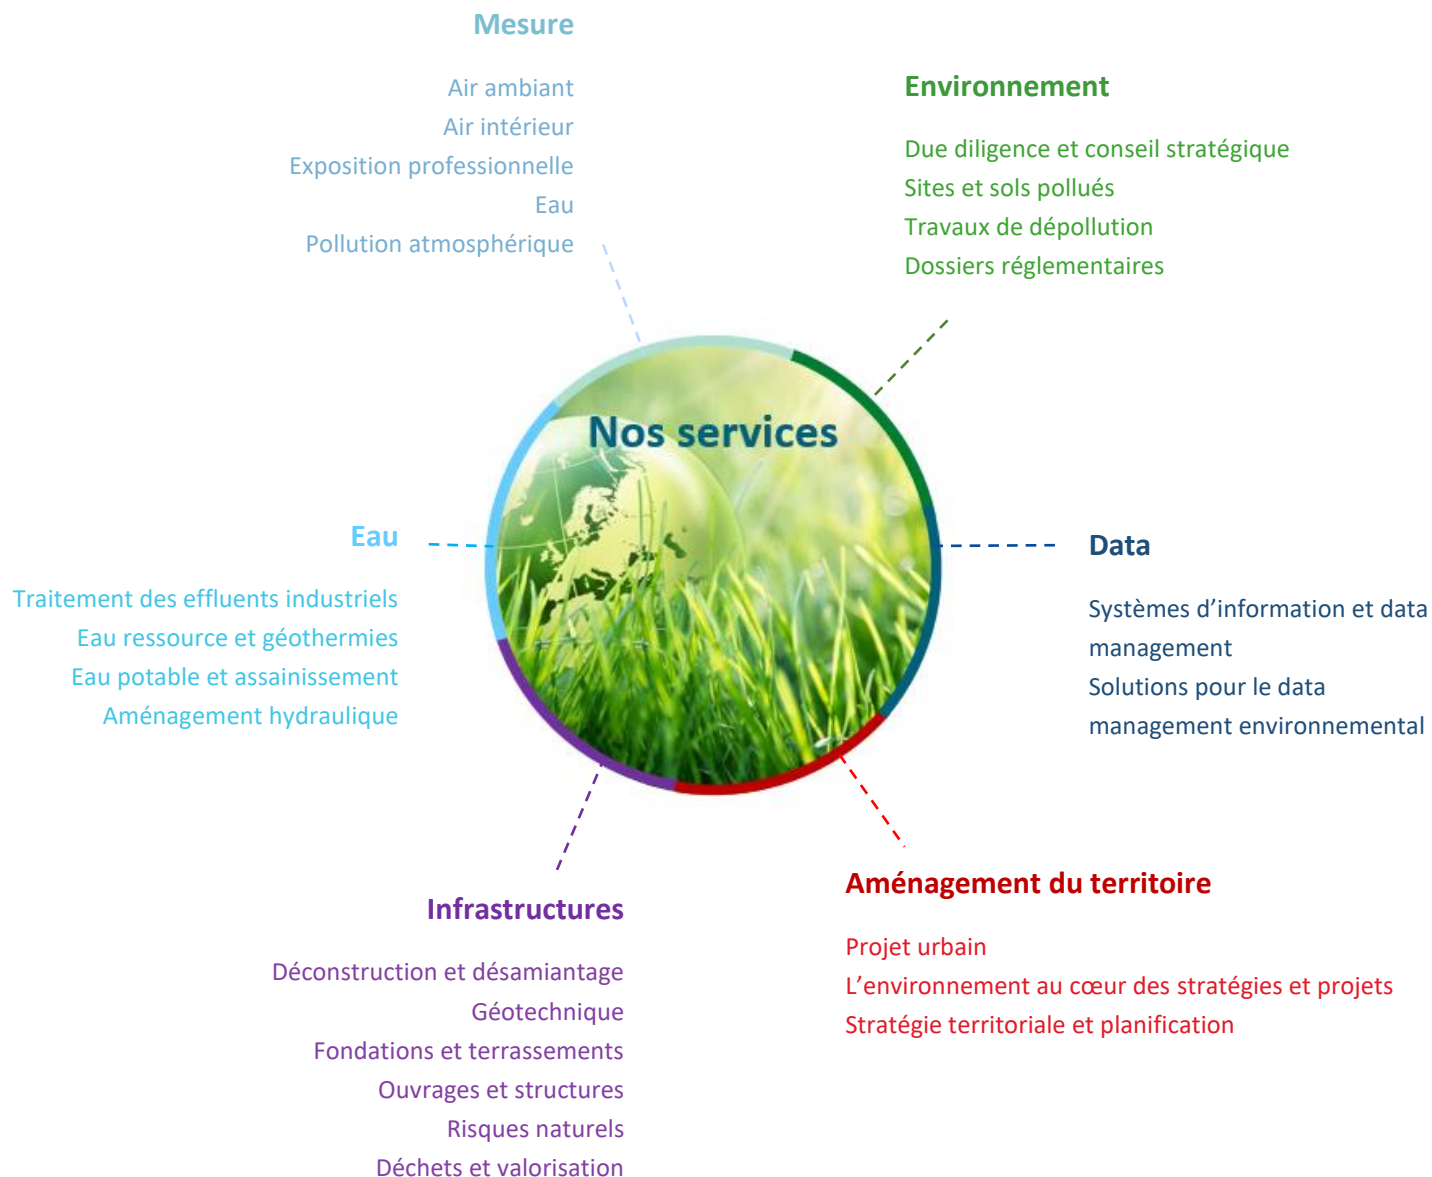 Mesure
Air ambiant
Air intérieur
Exposition professionnelle
Eau
Pollution atmosphérique
Environnement
Due diligence et conseil stratégique
Sites et sols pollués
Travaux de dépollution
Dossiers réglementaires
Nos services
Eau
Traitement des effluents industriels
Eau ressource et géothermies
Eau potable et assainissement
Aménagement hydraulique
Data
Systèmes d’information et data
management
Solutions pour le data
management environnemental
Infrastructures
Déconstruction et désamiantage
Géotechnique
Fondations et terrassements
Ouvrages et structures
Risques naturels
Déchets et valorisation
Aménagement du territoire
Projet urbain
L’environnement au cœur des stratégies et projets
Stratégie territoriale et planification